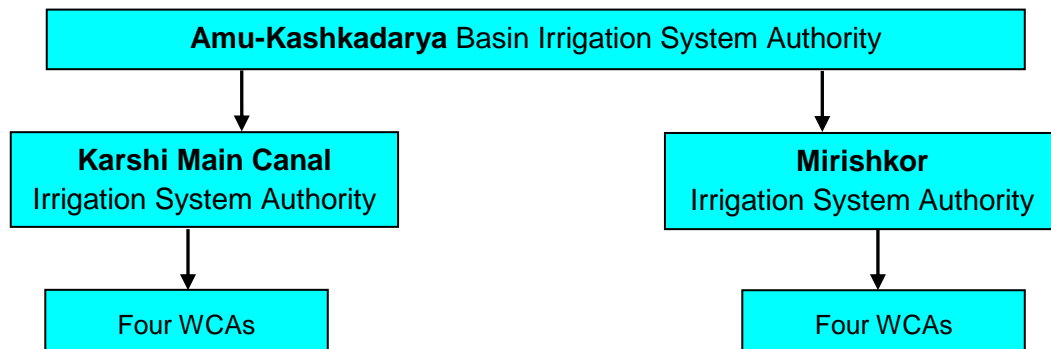 Amu-Kashkadarya Basin Irrigation System Authority
Karshi Main Canal
Irrigation System Authority
Mirishkor
Irrigation System Authority
Four WCAs
Four WCAs